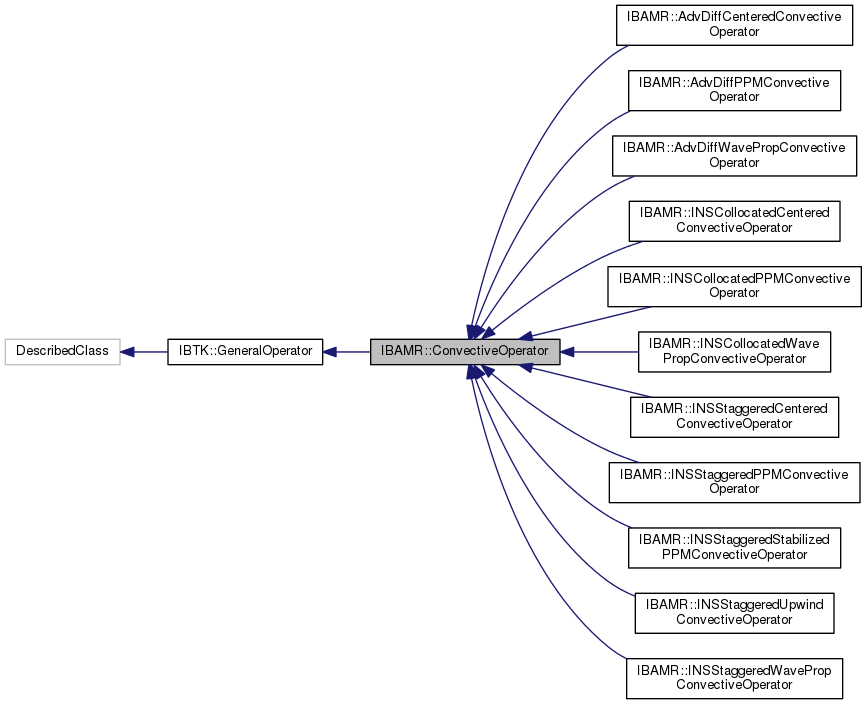 DescribedClass
IBTK::GeneralOperator
IBAMR::ConvectiveOperator
IBAMR::AdvDiffCenteredConvective
Operator
IBAMR::AdvDiffPPMConvective
Operator
IBAMR::AdvDiffWavePropConvective
Operator
IBAMR::INSCollocatedCentered
ConvectiveOperator
IBAMR::INSCollocatedPPMConvective
Operator
IBAMR::INSCollocatedWave
PropConvectiveOperator
IBAMR::INSStaggeredCentered
ConvectiveOperator
IBAMR::INSStaggeredPPMConvective
Operator
IBAMR::INSStaggeredStabilized
PPMConvectiveOperator
IBAMR::INSStaggeredUpwind
ConvectiveOperator
IBAMR::INSStaggeredWaveProp
ConvectiveOperator